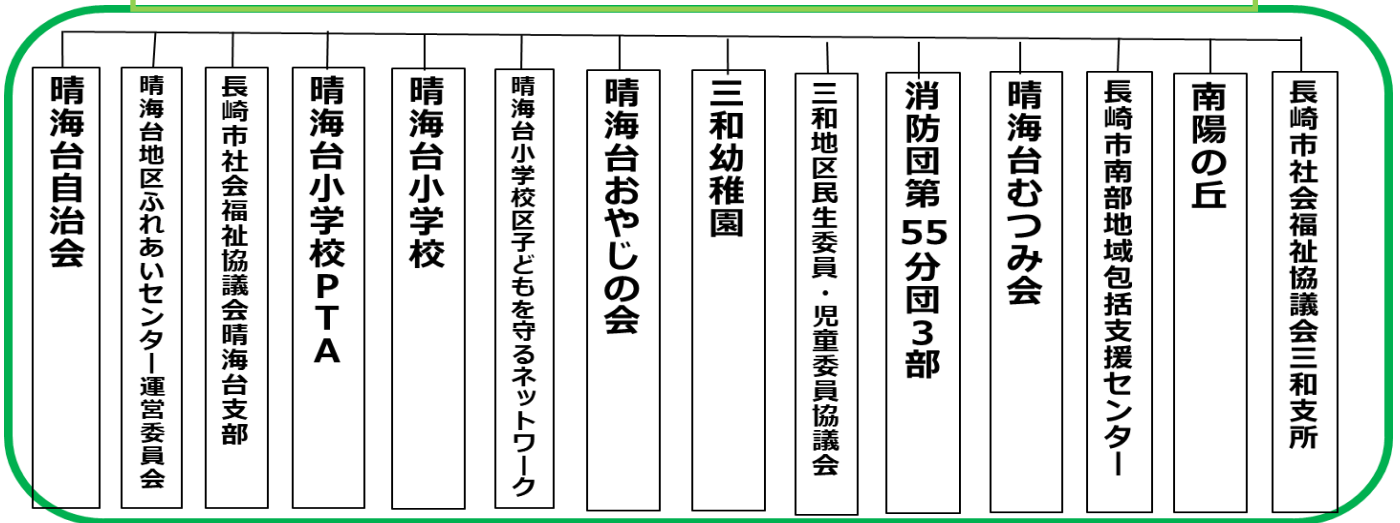 晴海台自治会
晴海台地区ふれあいセンター運営委員会
長崎市社会福祉協議会晴海台支部
晴海台小学校PTA
晴海台小学校
晴海台小学校区子どもを守るネットワーク
晴海台おやじの会
三和幼稚園
三和地区民生委員・児童委員協議会
消防団第55分団3部
晴海台むつみ会
長崎市南部地域包括支援センター
南陽の丘
長崎市社会福祉協議会三和支所